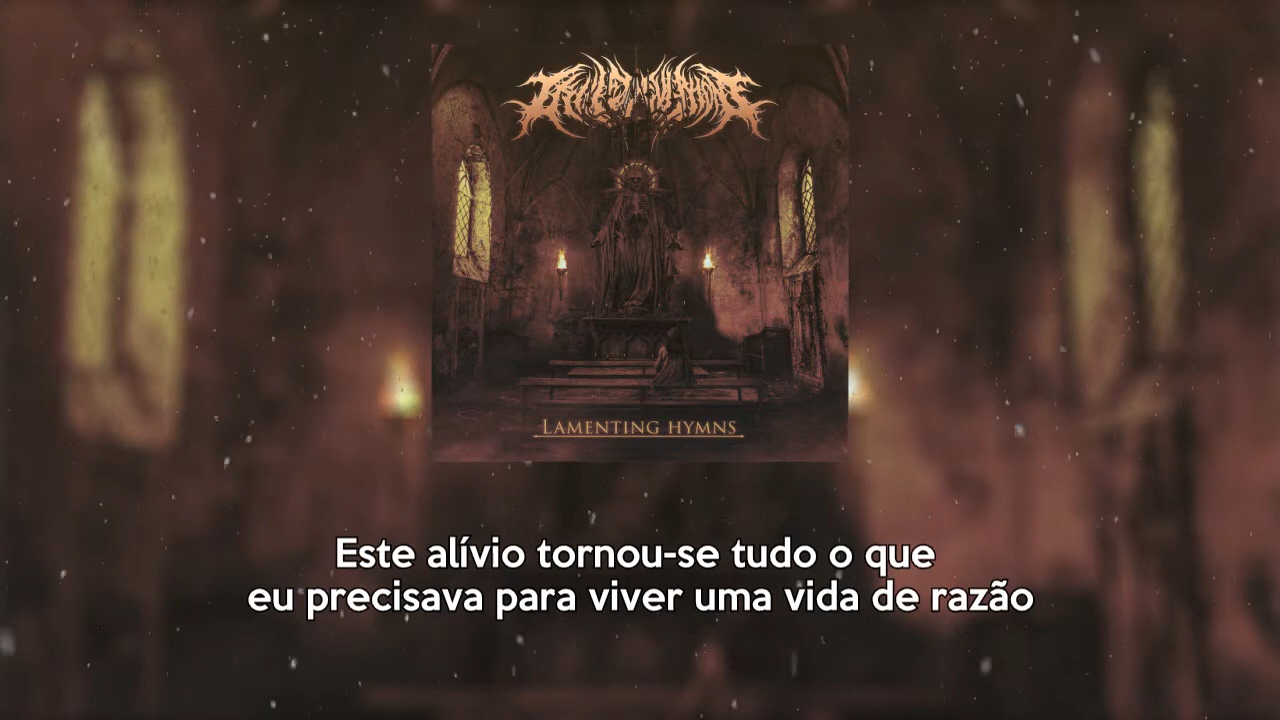 LAMENTING HYMNS
Este alívio tornou-se tudo o que
eu precisava para viver uma vida de razão